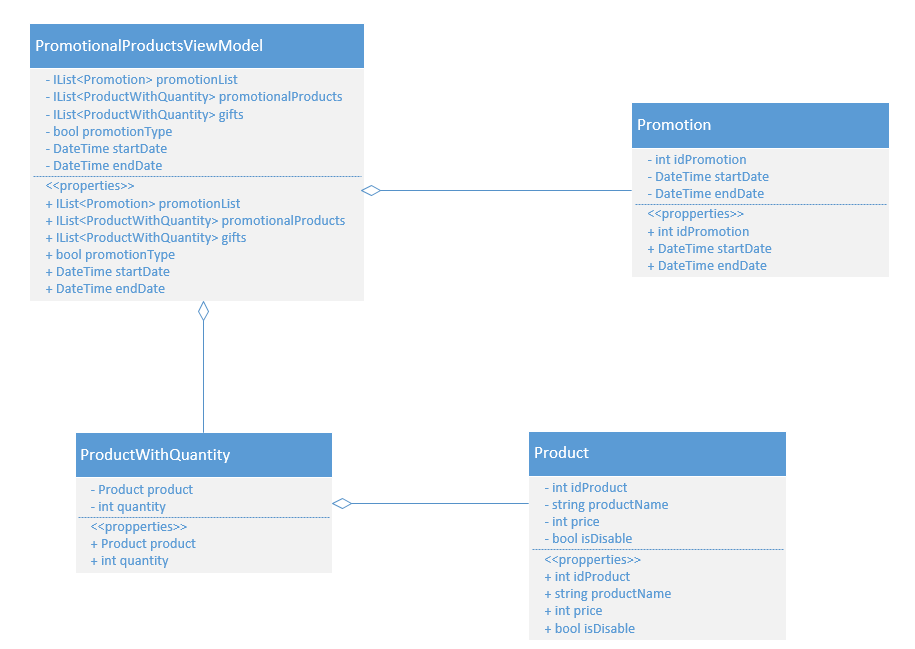 PromotionalProductsViewModel
- IList<Promotion> promotionList
- IList<ProductWithQuantity> promotionalProducts
- IList<ProductWithQuantity> gifts
- bool promotionType
- DateTime startDate
- DateTime endDate
<<properties>>
+ IList<Promotion> promotionList
+ IList<ProductWithQuantity> promotionalProducts
+ IList<ProductWithQuantity> gifts
+ bool promotionType
+ DateTime startDate
+ DateTime endDate
Promotion
- int idPromotion
- DateTime startDate
- DateTime endDate
<<propperties>>
+ int idPromotion
+ DateTime startDate
+ DateTime endDate
ProductWithQuantity
- Product product
- int quantity
<<propperties>>
+ Product product
+ int quantity
Product
- int idProduct
- string productName
- int price
- bool isDisable
<<propperties>>
+ int idProduct
+ string productName
+ int price
+ bool isDisable